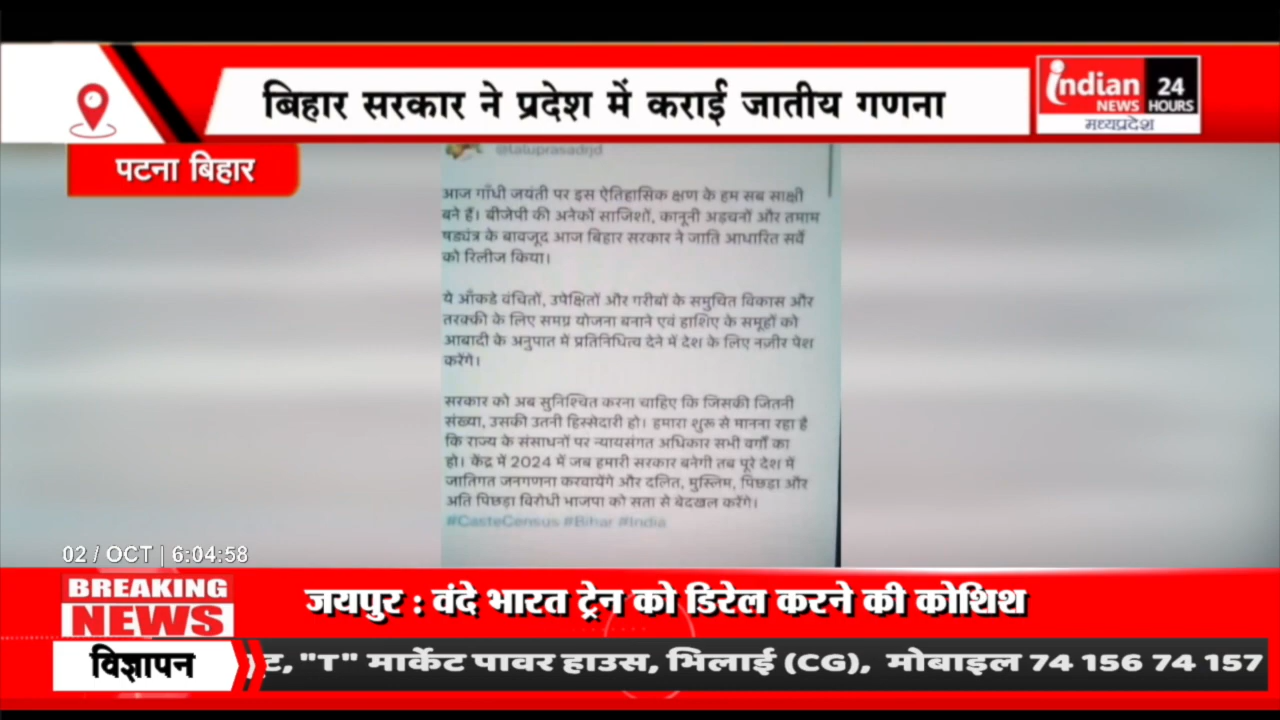 बिहार सरकार ने प्रदेश में कराई जातीय गणना
indian
NEWS
24
HOURS
मध्यप्रदेश
पटना बिहार
@laluprasadrjd
आज गाँधी जयंती पर इस ऐतिहासिक क्षण के हम सब साक्षी
बने हैं। बीजेपी की अनेकों साजिशों, कानूनी अड़चनों और तमाम
षड्यंत्र के बावजूद आज बिहार सरकार ने जाति आधारित सर्वे
को रिलीज किया।
ये आँकडे वंचितों, उपेक्षितों और गरीबों के समुचित विकास और
तरक्की के लिए समग्र योजना बनाने एवं हाशिए के समूहों को
आबादी के अनुपात में प्रतिनिधित्व देने में देश के लिए नज़ीर पेश
करेंगे।
सरकार को अब सुनिश्चित करना चाहिए कि जिसकी जितनी
संख्या, उसकी उतनी हिस्सेदारी हो। हमारा शुरू से मानना रहा है
कि राज्य के संसाधनों पर न्यायसंगत अधिकार सभी वर्गों का
हो। केंद्र में 2024 में जब हमारी सरकार बनेगी तब पूरे देश में
जातिगत जनगणना करवायेंगे और दलित, मुस्लिम, पिछड़ा और
अति पिछड़ा विरोधी भाजपा को सता से बेदखल करेंगे।
#CasteCensus #Bihar #India
02 / OCT | 6:04:58
BREAKING
NEWS
जयपुर : वंदे भारत ट्रेन को डिरेल करने की कोशिश
विज्ञापन
"T" मार्केट पावर हाउस, भिलाई (CG), मोबाइल 74 156 74 157